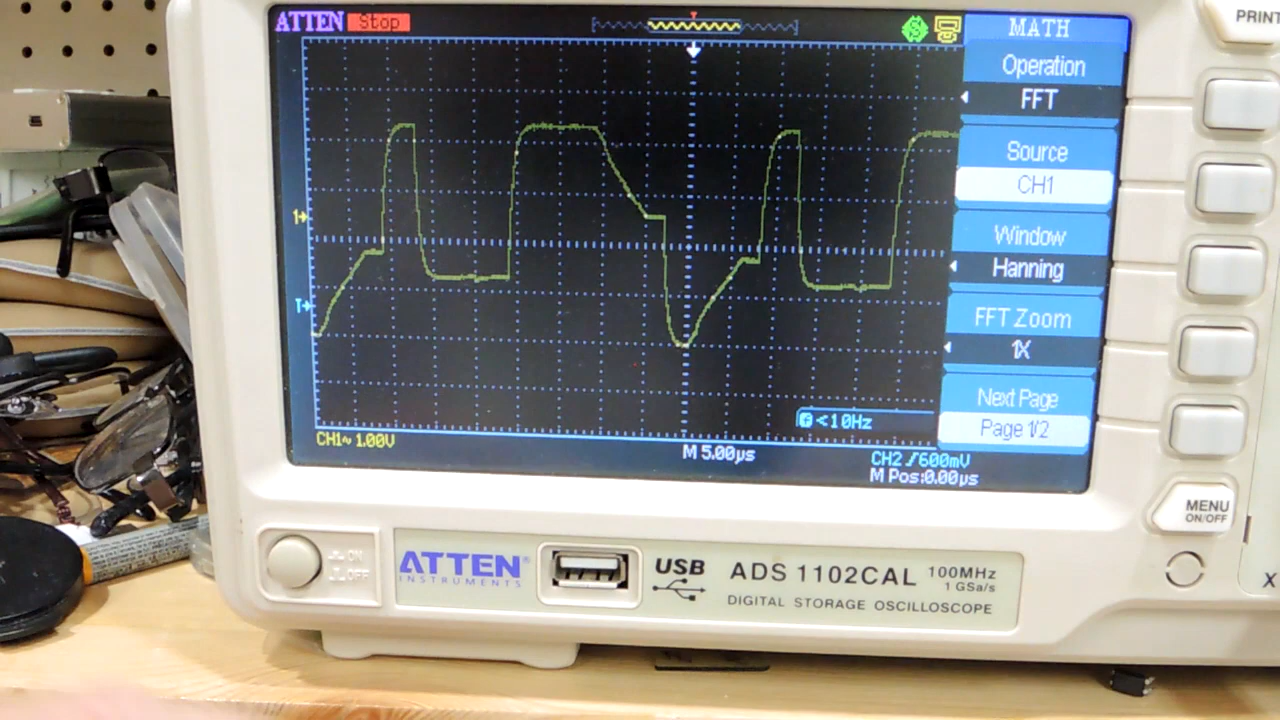 ATTEN Stop
MATH
Operation
FFT
Source
CH1
Window
Hanning
FFT Zoom
1X
Next Page
Page 1/2
1
T
<10Hz
CH1~ 1.00V
M 5.00μs
CH2 /600mV
M Pos:0.00μs
PRINT
MENU
ON/OFF
ON
OFF
ATTEN®
INSTRUMENTS
USB
ADS 1102CAL 100MHz
1 GSa/s
DIGITAL STORAGE OSCILLOSCOPE
X